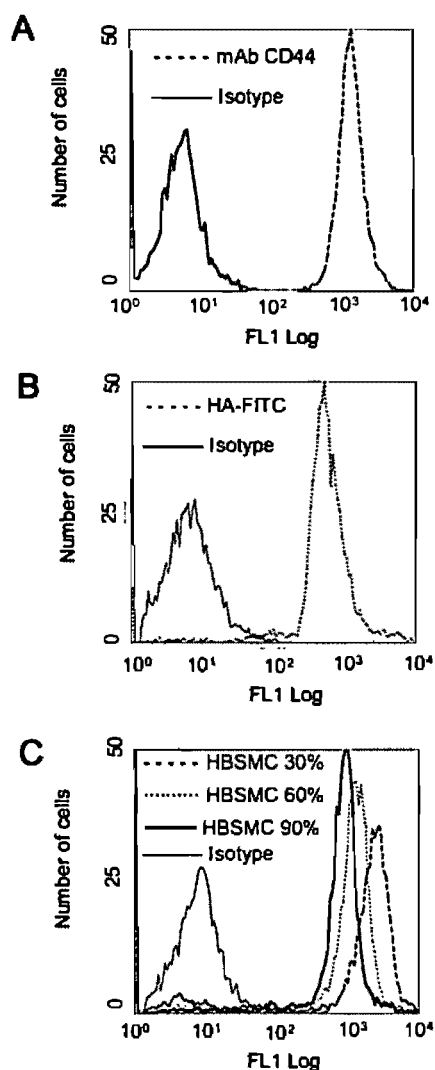 A
Number of cells
50
25
0
mAb CD44
Isotype
10⁰ 10¹ 10² 10³ 10⁴
FL1 Log
B
Number of cells
50
25
0
HA-FITC
Isotype
10⁰ 10¹ 10² 10³ 10⁴
FL1 Log
C
Number of cells
50
25
0
HBSMC 30%
HBSMC 60%
HBSMC 90%
Isotype
10⁰ 10¹ 10² 10³ 10⁴
FL1 Log